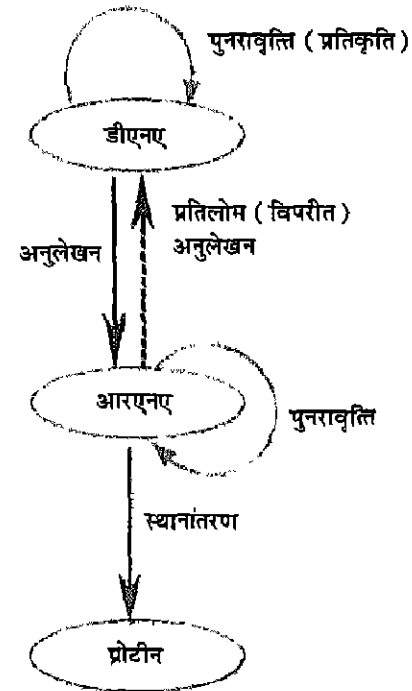 पुनरावृत्ति ( प्रतिकृति )
डीएनए
प्रतिलोम ( विपरीत )
अनुलेखन
अनुलेखन
आरएनए
पुनरावृत्ति
स्थानांतरण
प्रोटीन